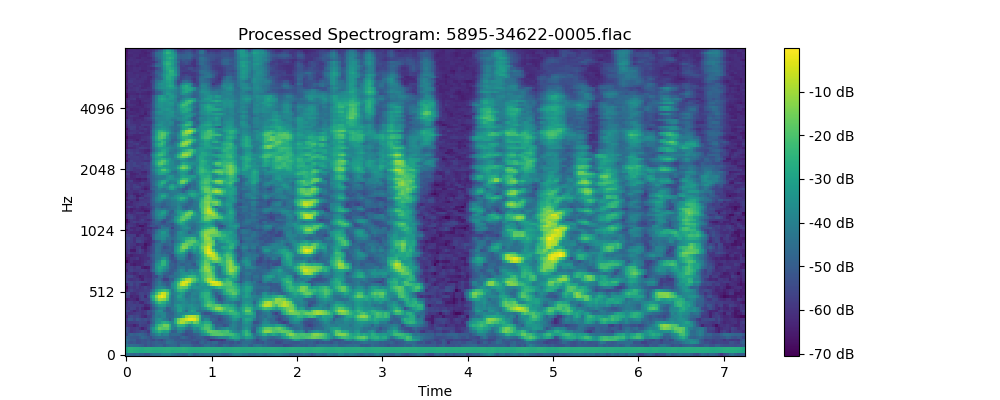 Processed Spectrogram: 5895-34622-0005.flac
Hz
4096
2048
1024
512
0
0 1 2 3 4 5 6 7
Time
-10 dB
-20 dB
-30 dB
-40 dB
-50 dB
-60 dB
-70 dB